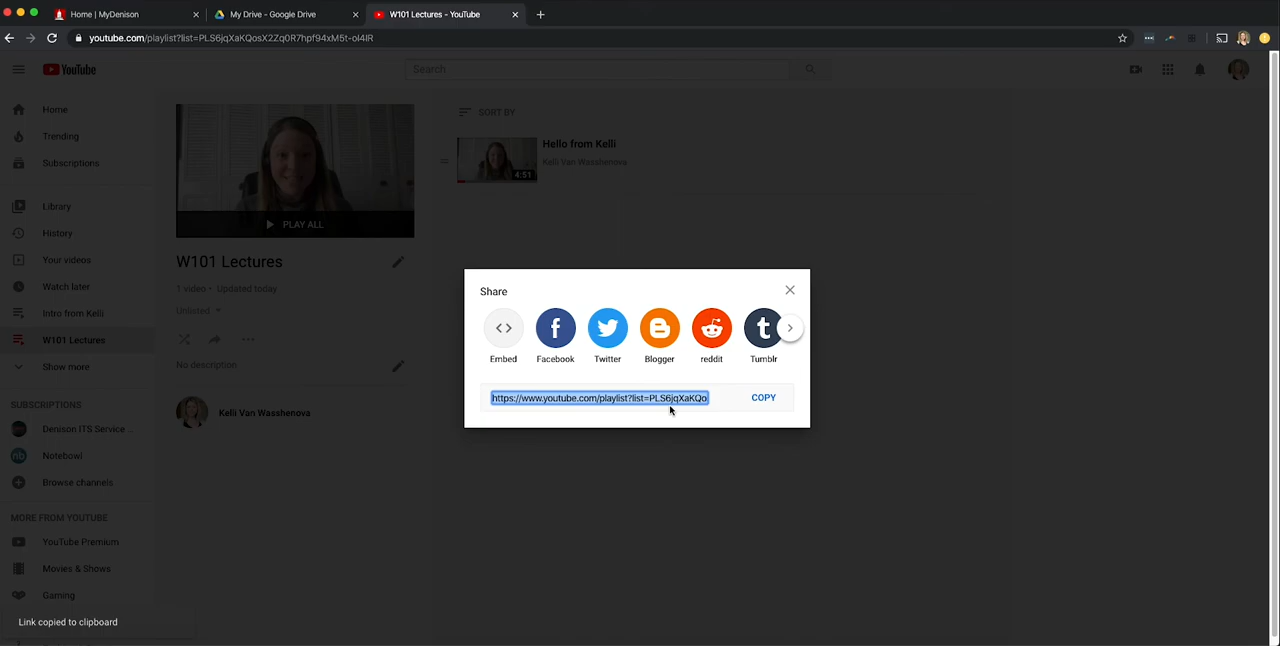 Home | MyDenison
My Drive - Google Drive
W101 Lectures - YouTube
youtube.com/playlist?list=PLS6jqXaKQosX2Zq0R7hpf94xM5t-oI4lR
YouTube
Search
Home
Trending
Subscriptions
Library
History
Your videos
Watch later
Intro from Kelli
W101 Lectures
Show more
SUBSCRIPTIONS
Denison ITS Service ...
Notebowl
Browse channels
MORE FROM YOUTUBE
YouTube Premium
Movies & Shows
Gaming
Link copied to clipboard
PLAY ALL
W101 Lectures
1 video • Updated today
Unlisted
No description
Kelli Van Wasshenova
SORT BY
Hello from Kelli
Kelli Van Wasshenova
4:51
Share
Embed
Facebook
Twitter
Blogger
reddit
Tumblr
https://www.youtube.com/playlist?list=PLS6jqXaKQo
COPY